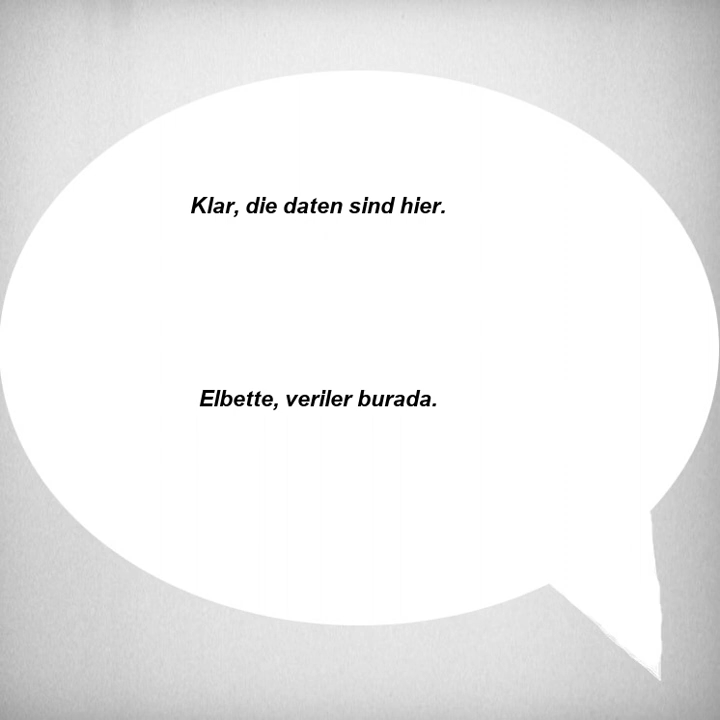 Klar, die daten sind hier.
Elbette, veriler burada.